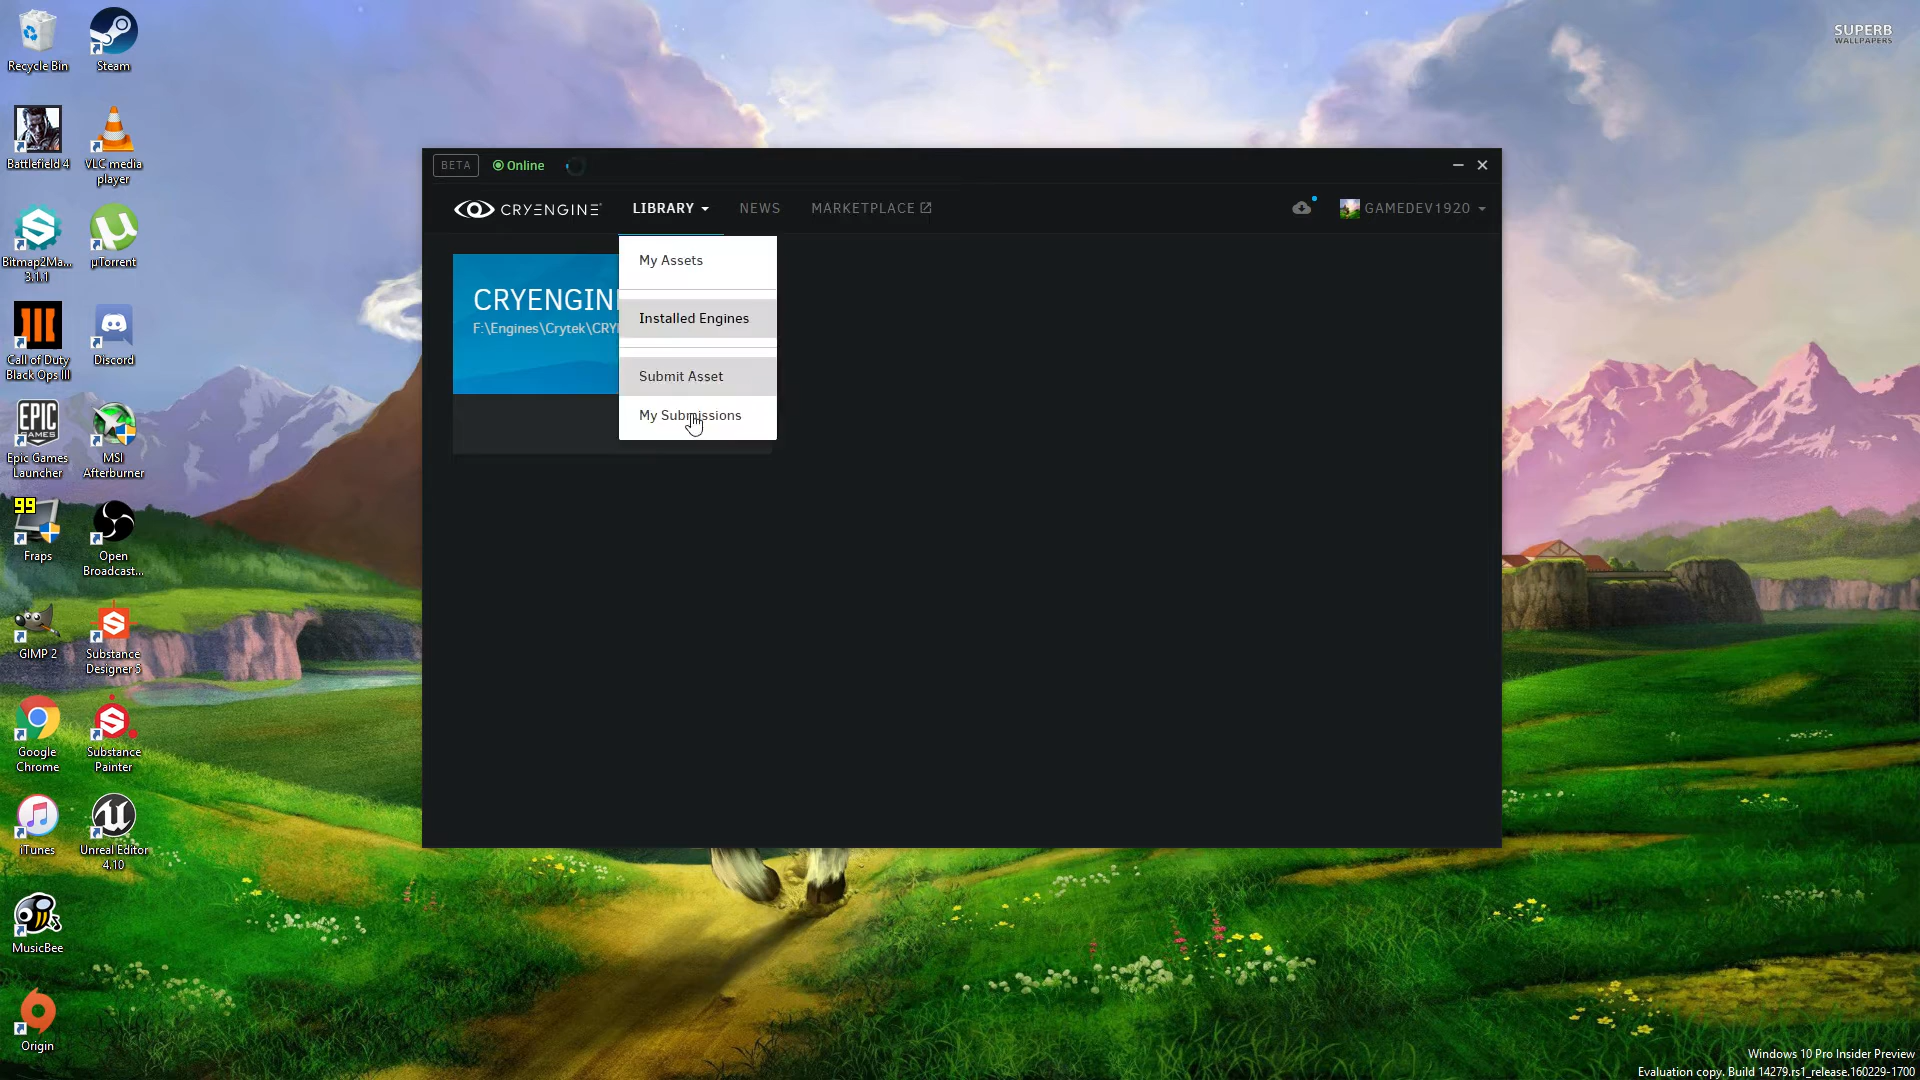 SUPERB
WALLPAPERS
Recycle Bin
Steam
Battlefield 4
VLC media
player
Bitmap2Ma...
3.1.1
µTorrent
Call of Duty
Black Ops III
Discord
EPIC
GAMES
Epic Games
Launcher
MSI
Afterburner
99
Fraps
Open
Broadcast...
GIMP 2
Substance
Designer 5
Google
Chrome
Substance
Painter
iTunes
Unreal Editor
4.10
MusicBee
Origin
BETA
Online
CRYENGINE
LIBRARY
NEWS
MARKETPLACE
GAMEDEV1920
My Assets
CRYENGIN
F:\Engines\Crytek\CRY
Installed Engines
Submit Asset
My Submissions
Windows 10 Pro Insider Preview
Evaluation copy. Build 14279.rs1_release.160229-1700